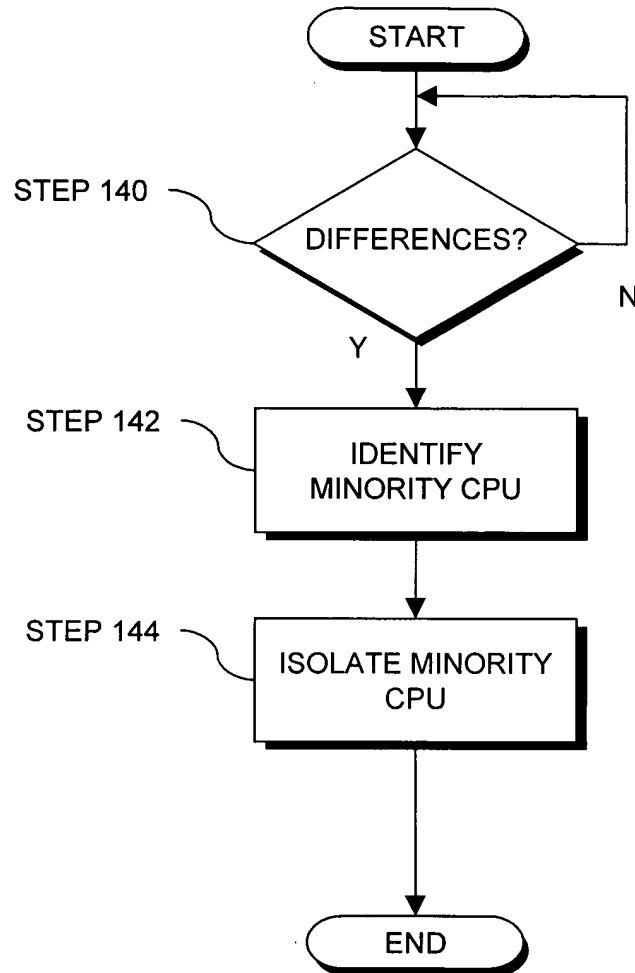 START
STEP 140
DIFFERENCES?
N
Y
STEP 142
IDENTIFY
MINORITY CPU
STEP 144
ISOLATE MINORITY
CPU
END